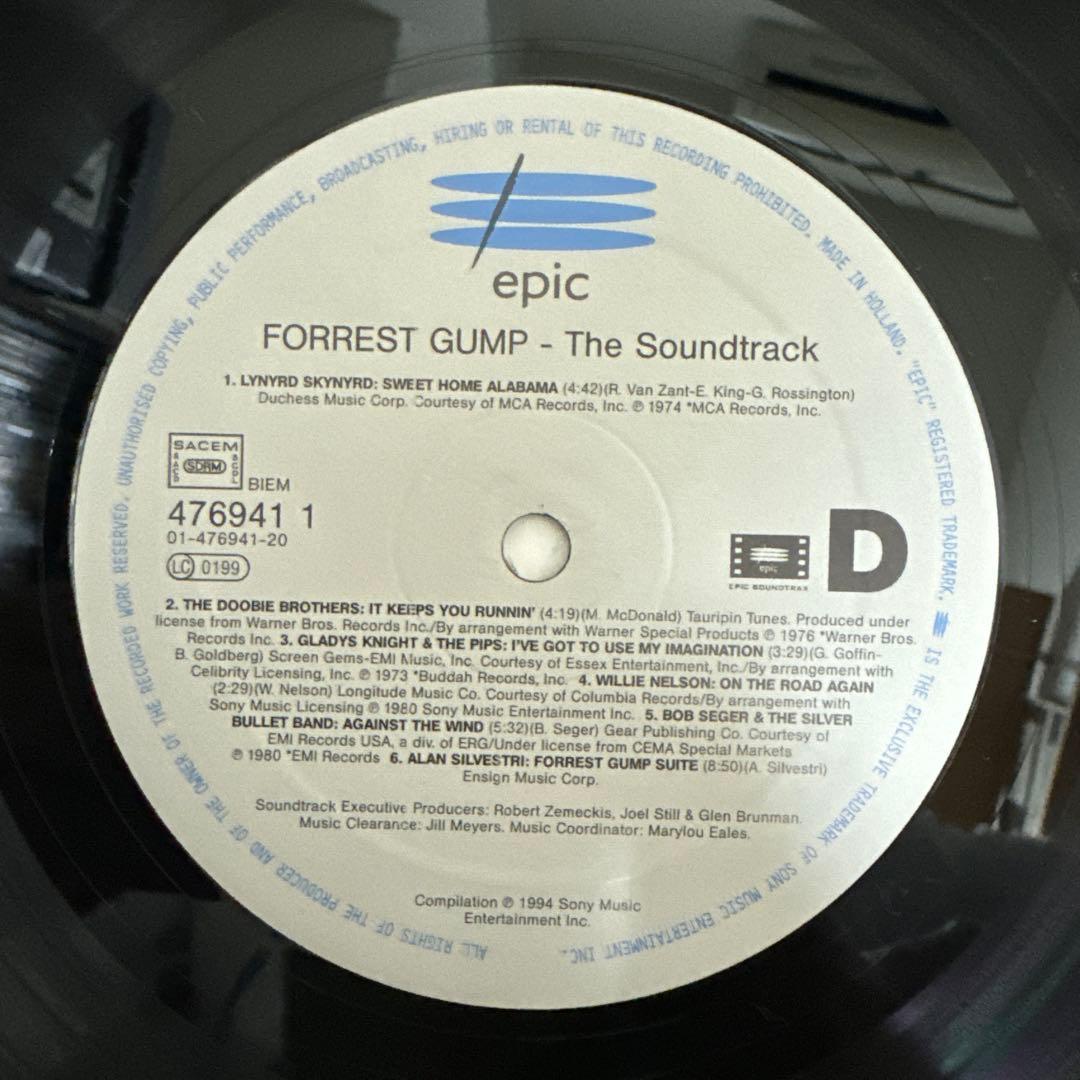 ALL RIGHTS OF THE PRODUCER AND OF THE OWNER OF THE RECORDED WORK RESERVED. UNAUTHORISED COPYING, PUBLIC PERFORMANCE, BROADCASTING, HIRING OR RENTAL OF THIS RECORDING PROHIBITED. MADE IN HOLLAND. "EPIC" REGISTERED TRADEMARK. IS THE EXCLUSIVE TRADEMARK OF SONY MUSIC ENTERTAINMENT INC.
epic
FORREST GUMP - The Soundtrack
1. LYNYRD SKYNYRD: SWEET HOME ALABAMA (4:42)(R. Van Zant-E. King-G. Rossington)
Duchess Music Corp. Courtesy of MCA Records, Inc. ℗ 1974 *MCA Records, Inc.
SACEM
SACD
SDRM
SGDL
BIEM
476941 1
01-476941-20
LC 0199
epic
EPIC SOUNDTRAX
D
2. THE DOOBIE BROTHERS: IT KEEPS YOU RUNNIN' (4:19)(M. McDonald) Tauripin Tunes. Produced under
license from Warner Bros. Records Inc./By arrangement with Warner Special Products ℗ 1976 *Warner Bros.
Records Inc. 3. GLADYS KNIGHT & THE PIPS: I'VE GOT TO USE MY IMAGINATION (3:29)(G. Goffin-
B. Goldberg) Screen Gems-EMI Music, Inc. Courtesy of Essex Entertainment, Inc./By arrangement with
Celibrity Licensing, Inc. ℗ 1973 *Buddah Records, Inc. 4. WILLIE NELSON: ON THE ROAD AGAIN
(2:29)(W. Nelson) Longitude Music Co. Courtesy of Columbia Records/By arrangement with
Sony Music Licensing ℗ 1980 Sony Music Entertainment Inc. 5. BOB SEGER & THE SILVER
BULLET BAND: AGAINST THE WIND (5:32)(B. Seger) Gear Publishing Co. Courtesy of
EMI Records USA, a div. of ERG/Under license from CEMA Special Markets
℗ 1980 *EMI Records 6. ALAN SILVESTRI: FORREST GUMP SUITE (8:50)(A. Silvestri)
Ensign Music Corp.
Soundtrack Executive Producers: Robert Zemeckis, Joel Still & Glen Brunman.
Music Clearance: Jill Meyers. Music Coordinator: Marylou Eales.
Compilation ℗ 1994 Sony Music
Entertainment Inc.